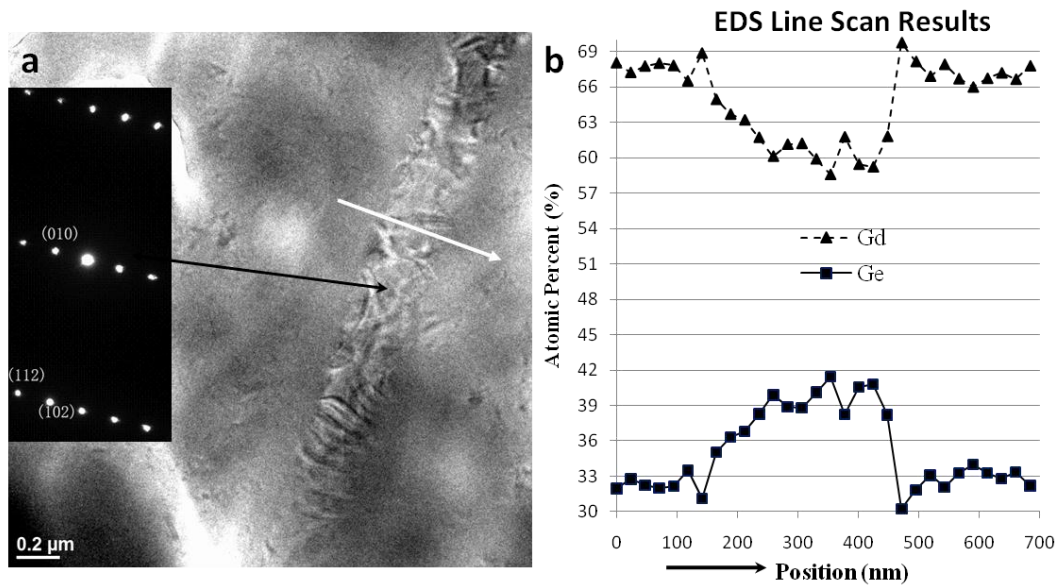 a
(010)
(112)
(102)
0.2 μm
EDS Line Scan Results
b
69
66
63
60
57
54
51
48
45
42
39
36
33
30
Atomic Percent (%)
Gd
Ge
0 100 200 300 400 500 600 700
Position (nm)